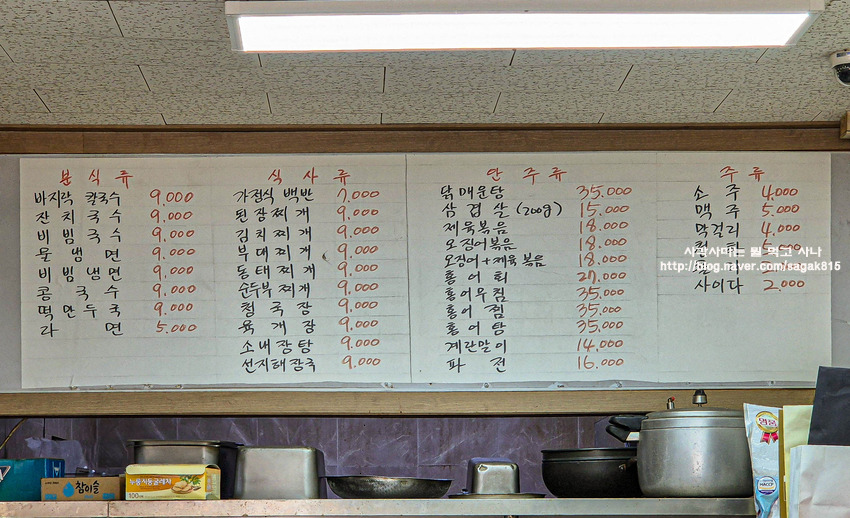 분식류
바지락 칼국수 9,000
잔치국수 9,000
비빔국수 9,000
물냉면 9,000
비빔냉면 9,000
콩국수 9,000
떡만두국 9,000
라면 5,000
식사류
가정식 백반 7,000
된장찌개 9,000
김치찌개 9,000
부대찌개 9,000
동태찌개 9,000
순두부찌개 9,000
청국장 9,000
육개장 9,000
소내장탕 9,000
선지해장국 9,000
안주류
닭매운탕 35,000
삼겹살 (200g) 15,000
제육볶음 18,000
오징어볶음 18,000
오징어+제육볶음 18,000
홍어회 27,000
홍어무침 35,000
홍어찜 35,000
홍어탕 35,000
계란말이 14,000
파전 16,000
주류
소주 4,000
맥주 5,000
막걸리 4,000
사이다 2,000
사각사각는 뭘 먹고 사나
http://blog.naver.com/sagak815
참이슬
100
HACCP